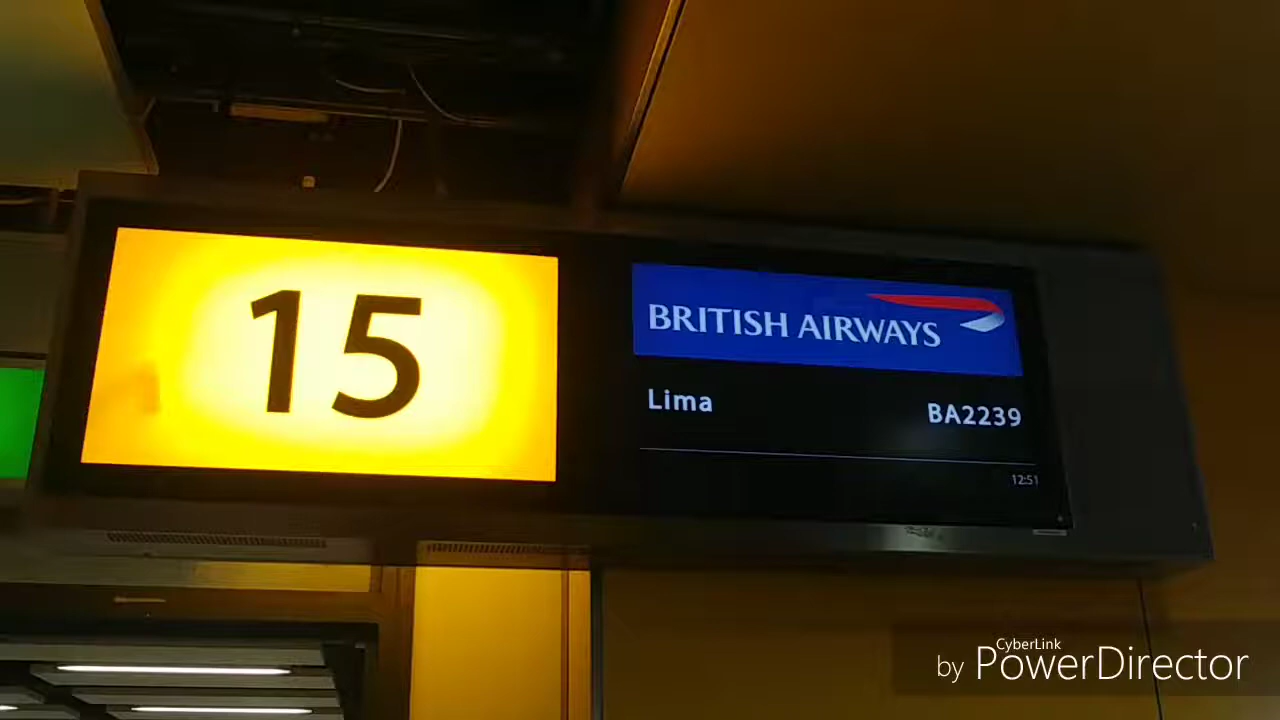 15
BRITISH AIRWAYS
Lima BA2239
12:51
CyberLink
by PowerDirector